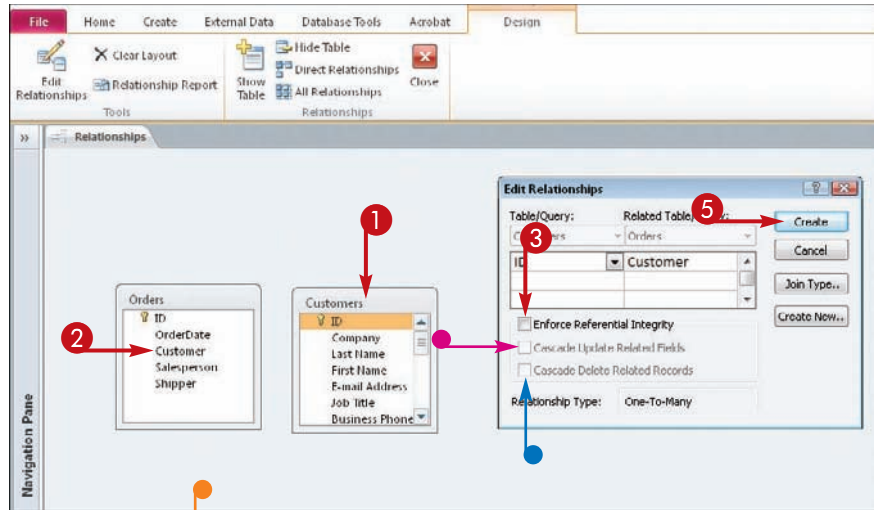 File Home Create External Data Database Tools Acrobat Design
Edit Relationships
Clear Layout
Relationship Report
Tools
Show Table
Hide Table
Direct Relationships
All Relationships
Relationships
Close
Relationships
Navigation Pane
Orders
ID
OrderDate
Customer
Salesperson
Shipper
2
1
Customers
ID
Company
Last Name
First Name
E-mail Address
Job Title
Business Phone
Edit Relationships
Table/Query: Related Table/
Orders
ID Customer
3
5
Enforce Referential Integrity
Cascade Update Related Fields
Cascade Delete Related Records
Relationship Type: One-To-Many
Create
Cancel
Join Type..
Create New..